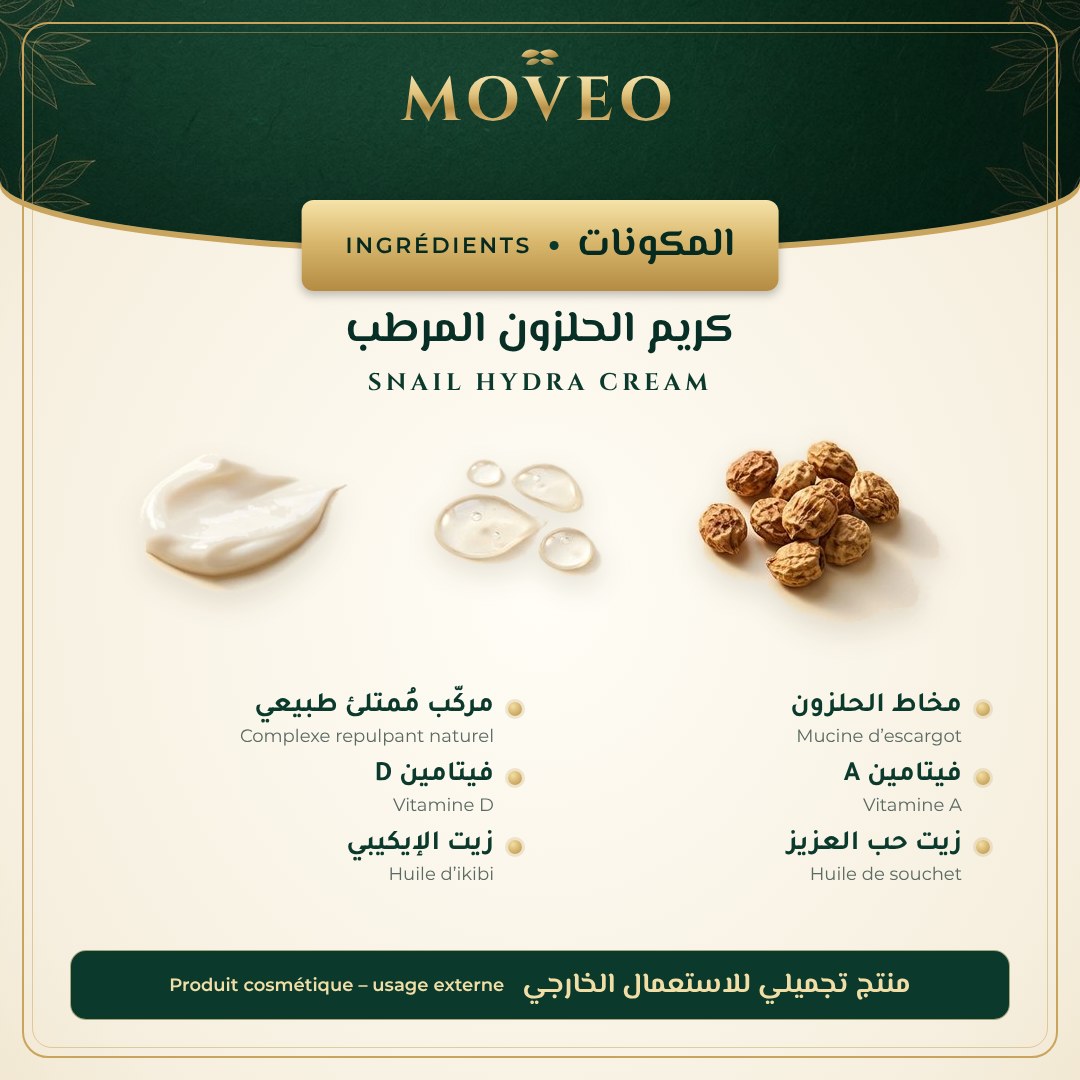 MOVEO
المكونات • INGRÉDIENTS
كريم الحلزون المرطب
SNAIL HYDRA CREAM
مخاط الحلزون
Mucine d’escargot
فيتامين A
Vitamine A
زيت حب العزيز
Huile de souchet
مركّب مُمتلئ طبيعي
Complexe repulpant naturel
فيتامين D
Vitamine D
زيت الإيكيبي
Huile d’ikibi
منتج تجميلي للاستعمال الخارجي Produit cosmétique – usage externe